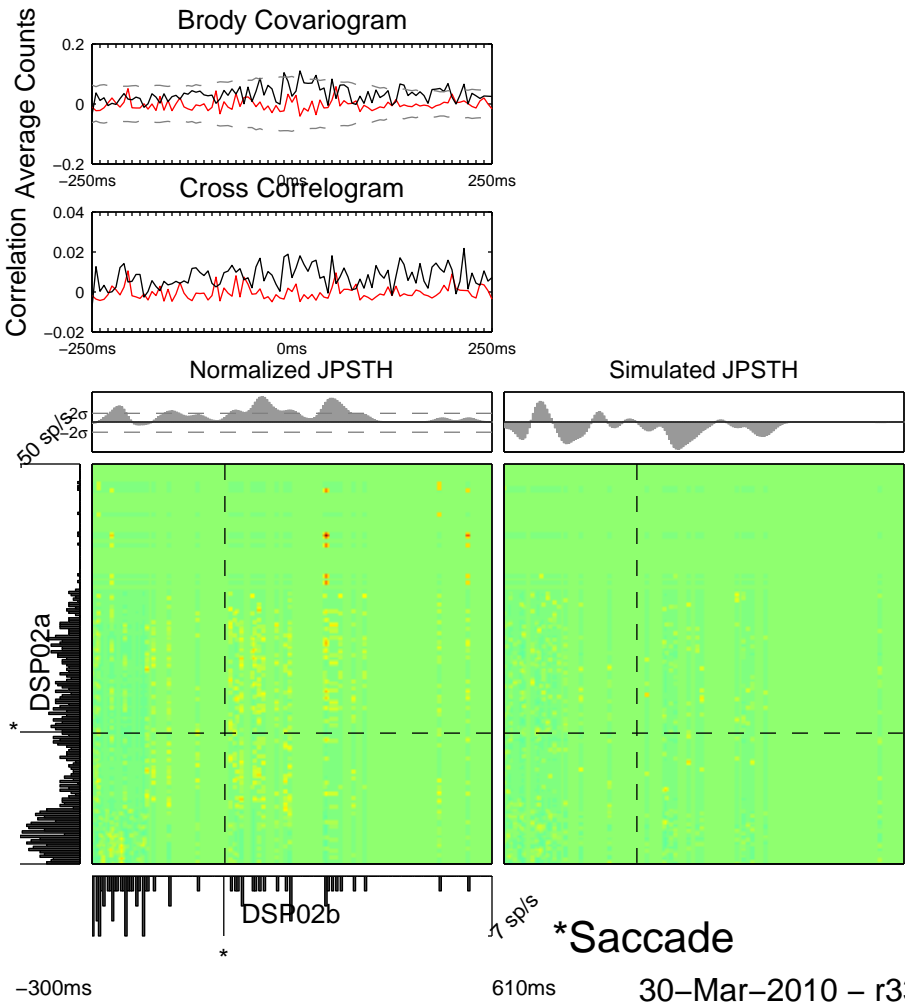 Brody Covariogram
0.2
0
−0.2
Average Counts
−250ms
0ms
250ms
Cross Correlogram
0.04
0.02
0
−0.02
Correlation
−250ms
0ms
250ms
Normalized JPSTH
Simulated JPSTH
2σ
−2σ
50 sp/s
DSP02a
*
DSP02b
7 sp/s
*
*Saccade
−300ms
610ms
30−Mar−2010 − r3